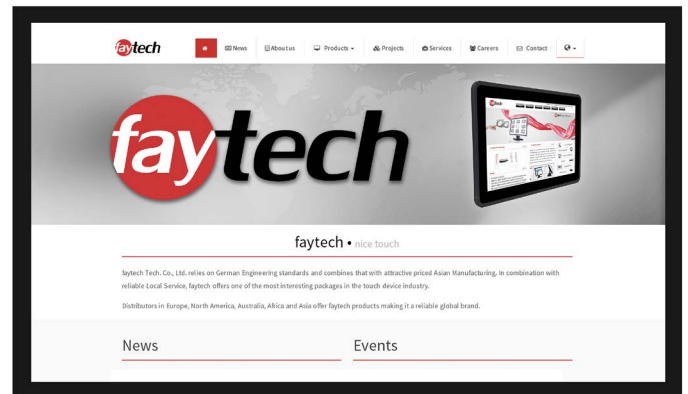 faytech
News
About us
Products
Projects
Services
Careers
Contact
faytech
faytech • nice touch
faytech Tech. Co., Ltd. relies on German Engineering standards and combines that with attractive priced Asian Manufacturing. In combination with
reliable Local Service, faytech offers one of the most interesting packages in the touch device industry.
Distributors in Europe, North America, Australia, Africa and Asia offer faytech products making it a reliable global brand.
News
Events